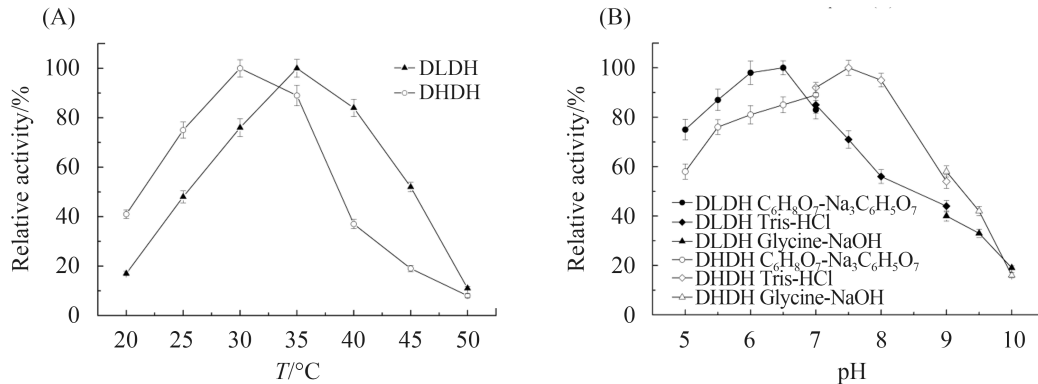 (A)
Relative activity/%
100
80
60
40
20
0
DLDH
DHDH
20 25 30 35 40 45 50
T/°C
(B)
Relative activity/%
100
80
60
40
20
0
DLDH C₆H₈O₇-Na₃C₆H₅O₇
DLDH Tris-HCl
DLDH Glycine-NaOH
DHDH C₆H₈O₇-Na₃C₆H₅O₇
DHDH Tris-HCl
DHDH Glycine-NaOH
5 6 7 8 9 10
pH